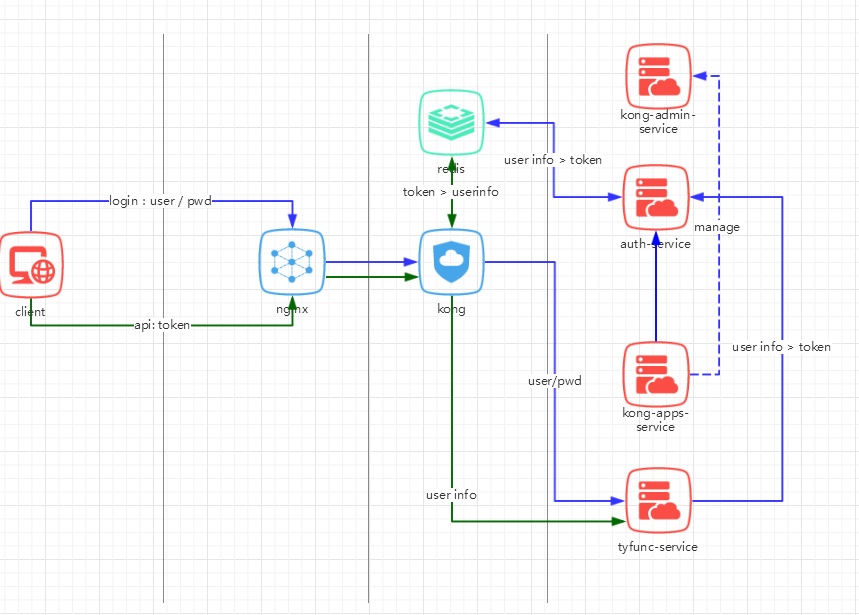 kong-admin-
service
redis
user info > token
token > userinfo
login : user / pwd
manage
auth-service
client
nginx
kong
api: token
user info > token
user/pwd
kong-apps-
service
user info
tyfunc-service